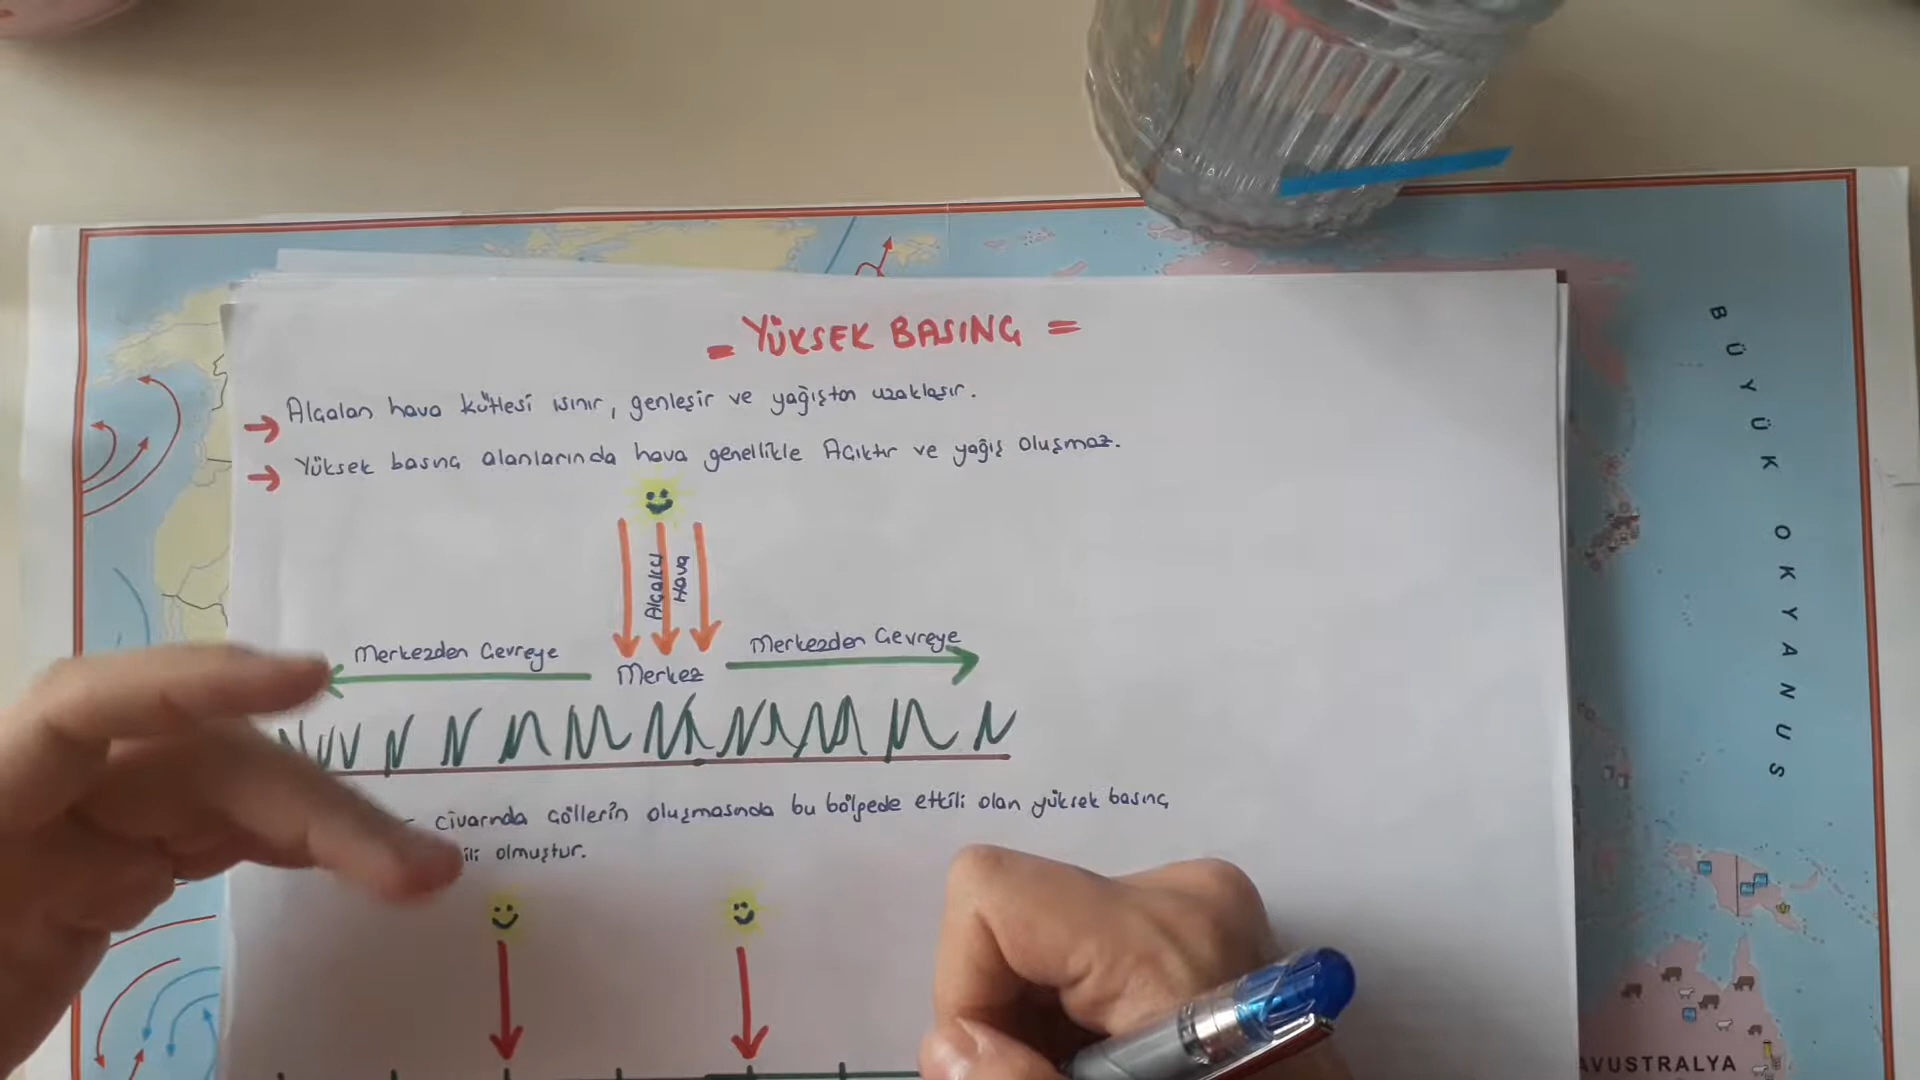 = YÜKSEK BASINÇ =
→ Alçalan hava kütlesi ısınır, genleşir ve yağıştan uzaklaşır.
→ Yüksek basınç alanlarında hava genellikle Açıktır ve yağış oluşmaz.
Alçalıcı
Hava
Merkezden Çevreye
Merkezden Çevreye
Merkez
civarında Çöllerin oluşmasında bu bölgede etkili olan yüksek basınç
ili olmuştur.
BÜYÜK OKYANUS
AVUSTRALYA